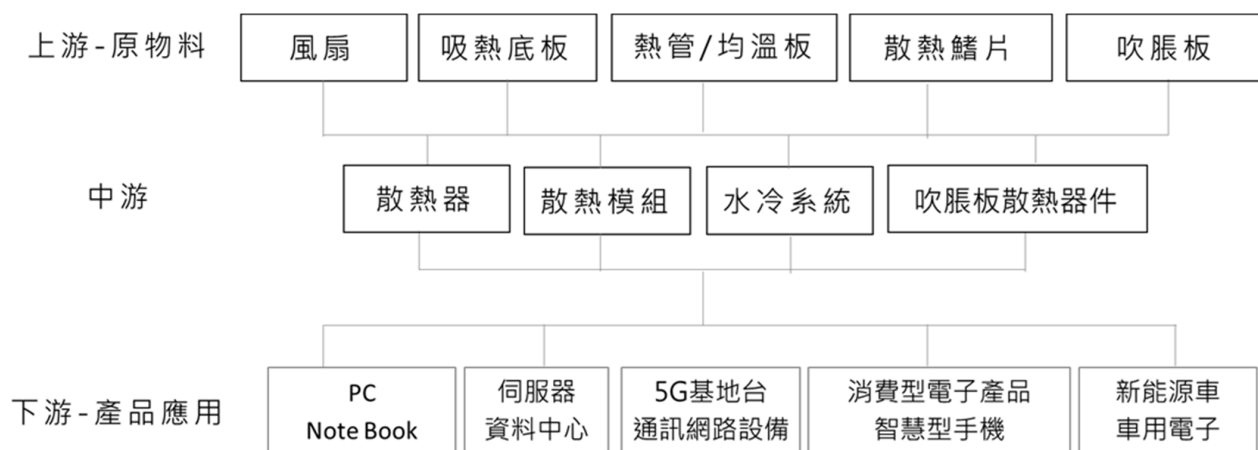 上游-原物料
風扇
吸熱底板
熱管/均溫板
散熱鰭片
吹脹板
中游
散熱器
散熱模組
水冷系統
吹脹板散熱器件
下游-產品應用
PC
Note Book
伺服器
資料中心
5G基地台
通訊網路設備
消費型電子產品
智慧型手機
新能源車
車用電子